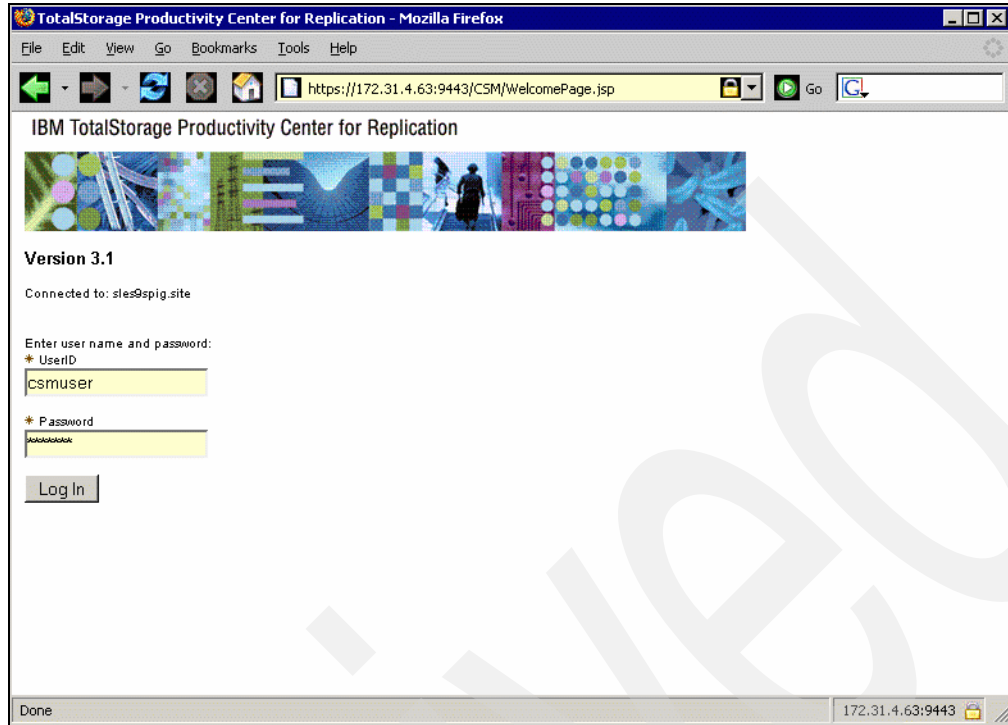 TotalStorage Productivity Center for Replication - Mozilla Firefox
File Edit View Go Bookmarks Tools Help
https://172.31.4.63:9443/CSM/WelcomePage.jsp Go G
IBM TotalStorage Productivity Center for Replication
Version 3.1
Connected to: sles9spig.site
Enter user name and password:
* UserID
csmuser
* Password
********
Log In
Done 172.31.4.63:9443